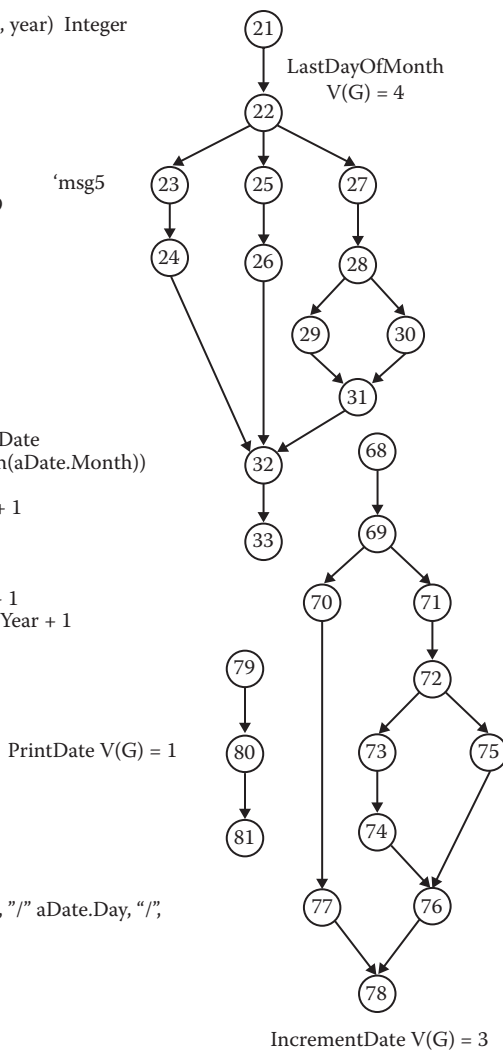 , year) Integer
21
LastDayOfMonth
V(G) = 4
22
‘msg5
23
25
27
24
26
28
29
30
31
Date
(aDate.Month))
68
32
+ 1
33
69
1
Year + 1
70
71
79
72
PrintDate V(G) = 1
80
73
75
81
74
, ”/” aDate.Day, “/”,
77
76
78
IncrementDate V(G) = 3